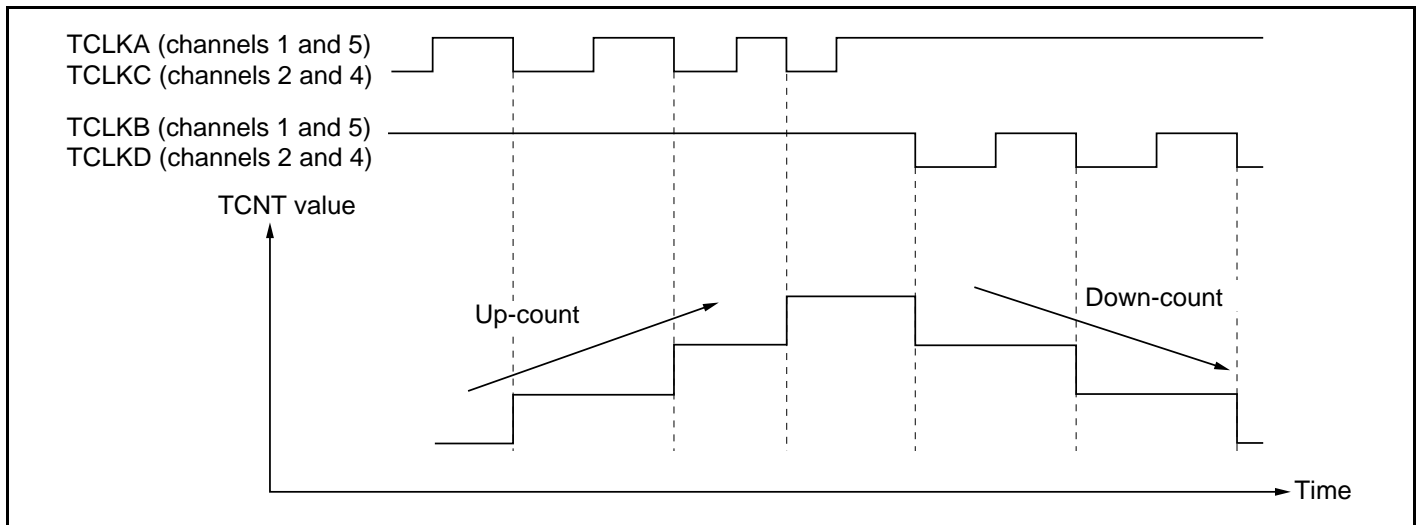 TCLKA (channels 1 and 5)
TCLKC (channels 2 and 4)
TCLKB (channels 1 and 5)
TCLKD (channels 2 and 4)
TCNT value
Up-count
Down-count
Time